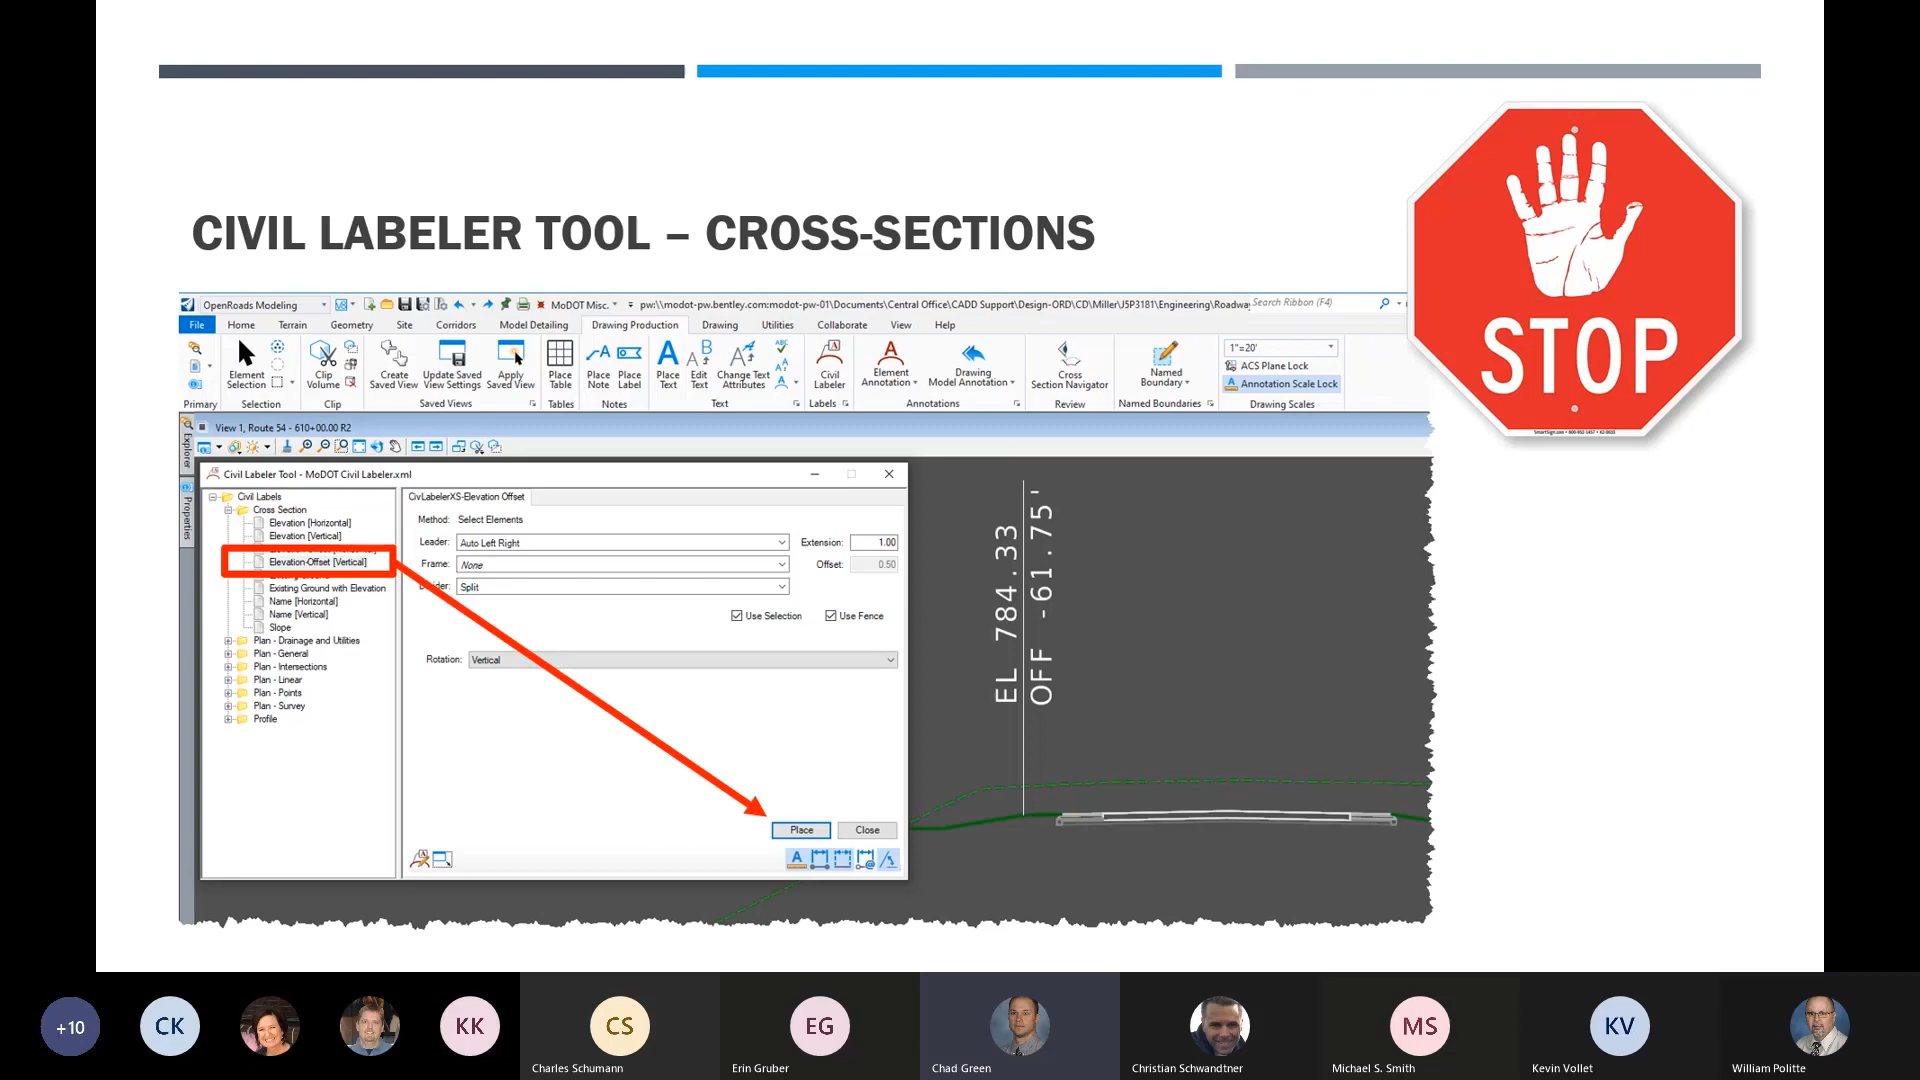 CIVIL LABELER TOOL – CROSS-SECTIONS
STOP
SmartSign.com • 800-952-1457 • K2-0933
OpenRoads Modeling
MoDOT Misc.
pw:\\modot-pw.bentley.com:modot-pw-01\Documents\Central Office\CADD Support\Design-ORD\CD\Miller\J5P3181\Engineering\Roadway
Search Ribbon (F4)
File Home Terrain Geometry Site Corridors Model Detailing Drawing Production Drawing Utilities Collaborate View Help
Element Selection
Clip Volume
Create Saved View
Update Saved View Settings
Apply Saved View
Place Table
Place Note
Place Label
Place Text
Edit Text
Change Text Attributes
Civil Labeler
Element Annotation
Drawing Model Annotation
Cross Section Navigator
Named Boundary
1"=20'
ACS Plane Lock
Annotation Scale Lock
Primary Selection Clip Saved Views Tables Notes Text Labels Annotations Review Named Boundaries Drawing Scales
View 1, Route 54 - 610+00.00 R2
Explorer
Properties
Civil Labeler Tool - MoDOT Civil Labeler.xml
Civil Labels
Cross Section
Elevation [Horizontal]
Elevation [Vertical]
Elevation-Offset [Vertical]
Existing Ground with Elevation
Name [Horizontal]
Name [Vertical]
Slope
Plan - Drainage and Utilities
Plan - General
Plan - Intersections
Plan - Linear
Plan - Points
Plan - Survey
Profile
CivLabelerXS-Elevation Offset
Method: Select Elements
Leader: Auto Left Right
Extension: 1.00
Frame: None
Offset: 0.50
Divider: Split
Use Selection
Use Fence
Rotation: Vertical
Place
Close
EL 784.33
OFF -61.75'
+10
CK
KK
CS
EG
MS
KV
Charles Schumann
Erin Gruber
Chad Green
Christian Schwandtner
Michael S. Smith
Kevin Vollet
William Politte